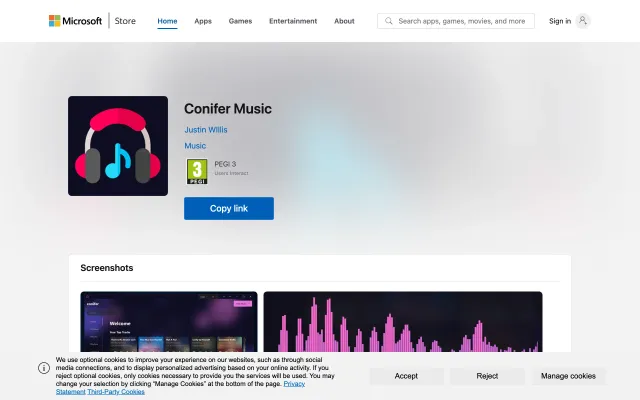 Microsoft | Store
Home
Apps
Games
Entertainment
About
Search apps, games, movies, and more
Sign in
Conifer Music
Justin WIllis
Music
3
PEGI
PEGI 3
Users Interact
Copy link
Screenshots
conifer
Welcome
We use optional cookies to improve your experience on our websites, such as through social
media connections, and to display personalized advertising based on your online activity. If you
reject optional cookies, only cookies necessary to provide you the services will be used. You may
change your selection by clicking “Manage Cookies” at the bottom of the page. Privacy
Statement Third-Party Cookies
Accept
Reject
Manage cookies